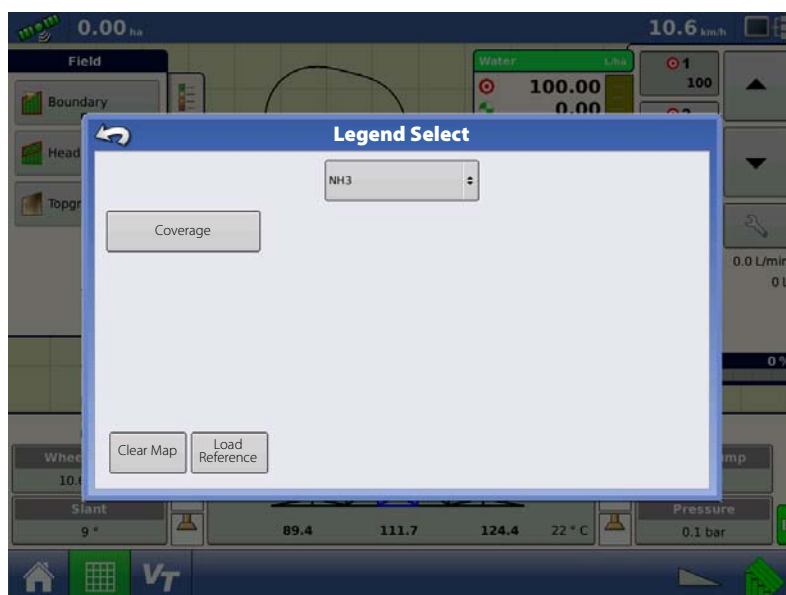 0.00 ha
10.6 km/h
Field
Water L/ha
1
100
Boundary
100.00
0.00
Legend Select
Head
NH3
Topgr
Coverage
0.0 L/min
0 L
0 %
Clear Map
Load
Reference
Whee
10.6
mp
Slant
9 °
89.4 111.7 124.4 22 ° C
Pressure
0.1 bar
VT